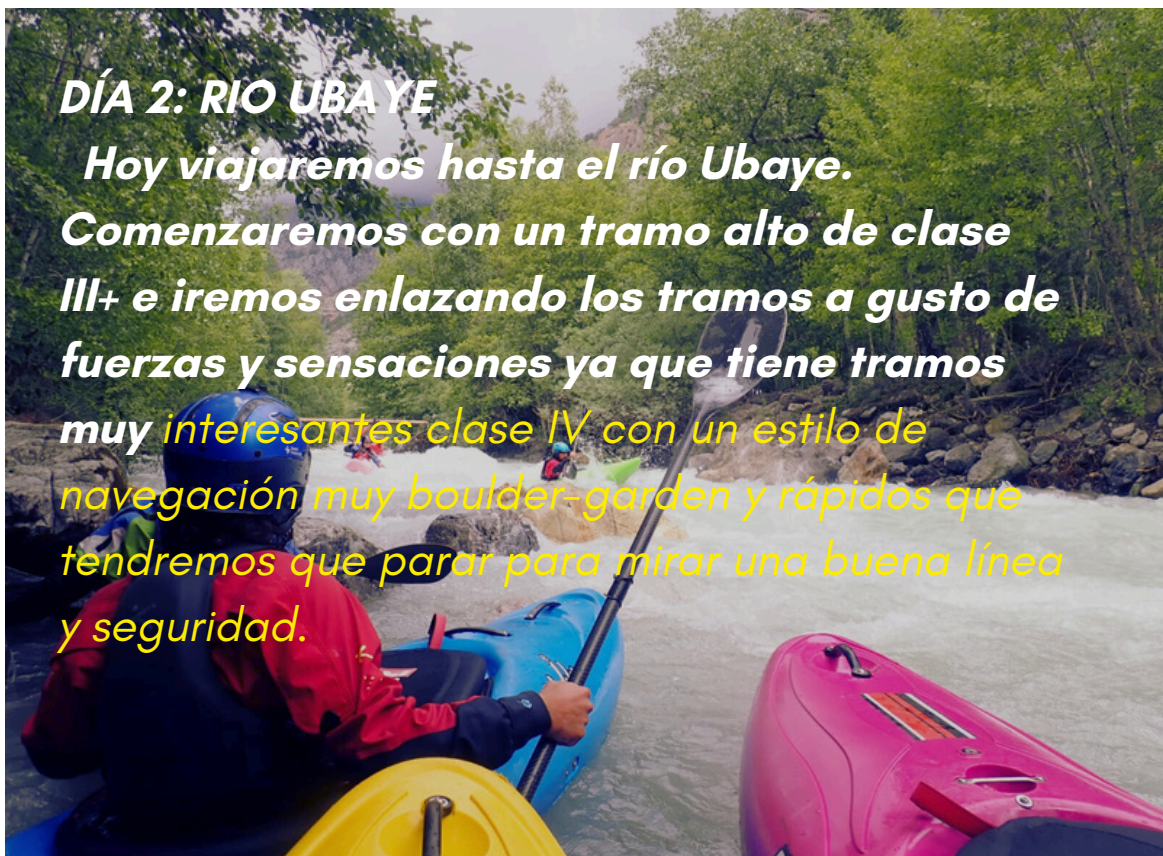 DÍA 2: RIO UBAYE
Hoy viajaremos hasta el río Ubaye.
Comenzaremos con un tramo alto de clase
III+ e iremos enlazando los tramos a gusto de
fuerzas y sensaciones ya que tiene tramos
muy interesantes clase IV con un estilo de
navegación muy boulder-garden y rápidos que
tendremos que parar para mirar una buena línea
y seguridad.